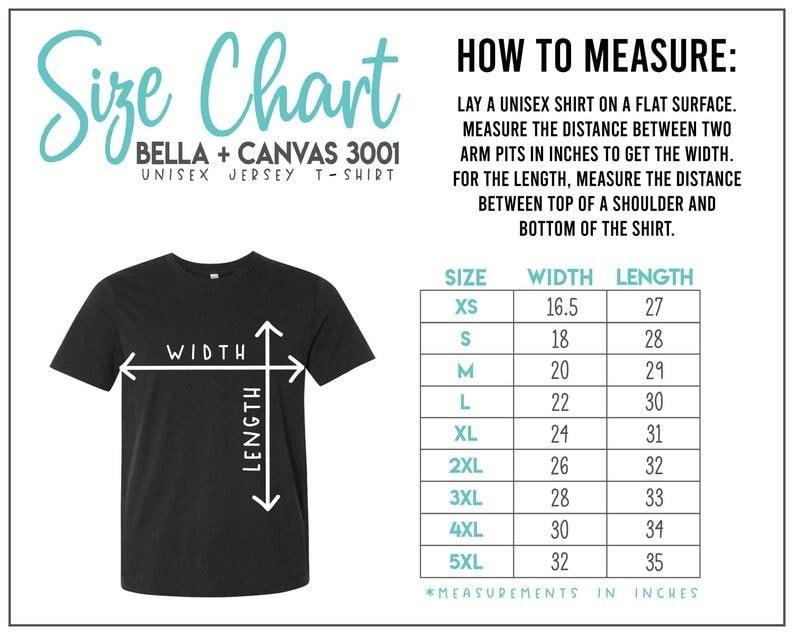 Size Chart
BELLA + CANVAS 3001
UNISEX JERSEY T-SHIRT
HOW TO MEASURE:
LAY A UNISEX SHIRT ON A FLAT SURFACE.
MEASURE THE DISTANCE BETWEEN TWO
ARM PITS IN INCHES TO GET THE WIDTH.
FOR THE LENGTH, MEASURE THE DISTANCE
BETWEEN TOP OF A SHOULDER AND
BOTTOM OF THE SHIRT.
WIDTH
LENGTH
SIZE WIDTH LENGTH
XS 16.5 27
S 18 28
M 20 29
L 22 30
XL 24 31
2XL 26 32
3XL 28 33
4XL 30 34
5XL 32 35
*MEASUREMENTS IN INCHES